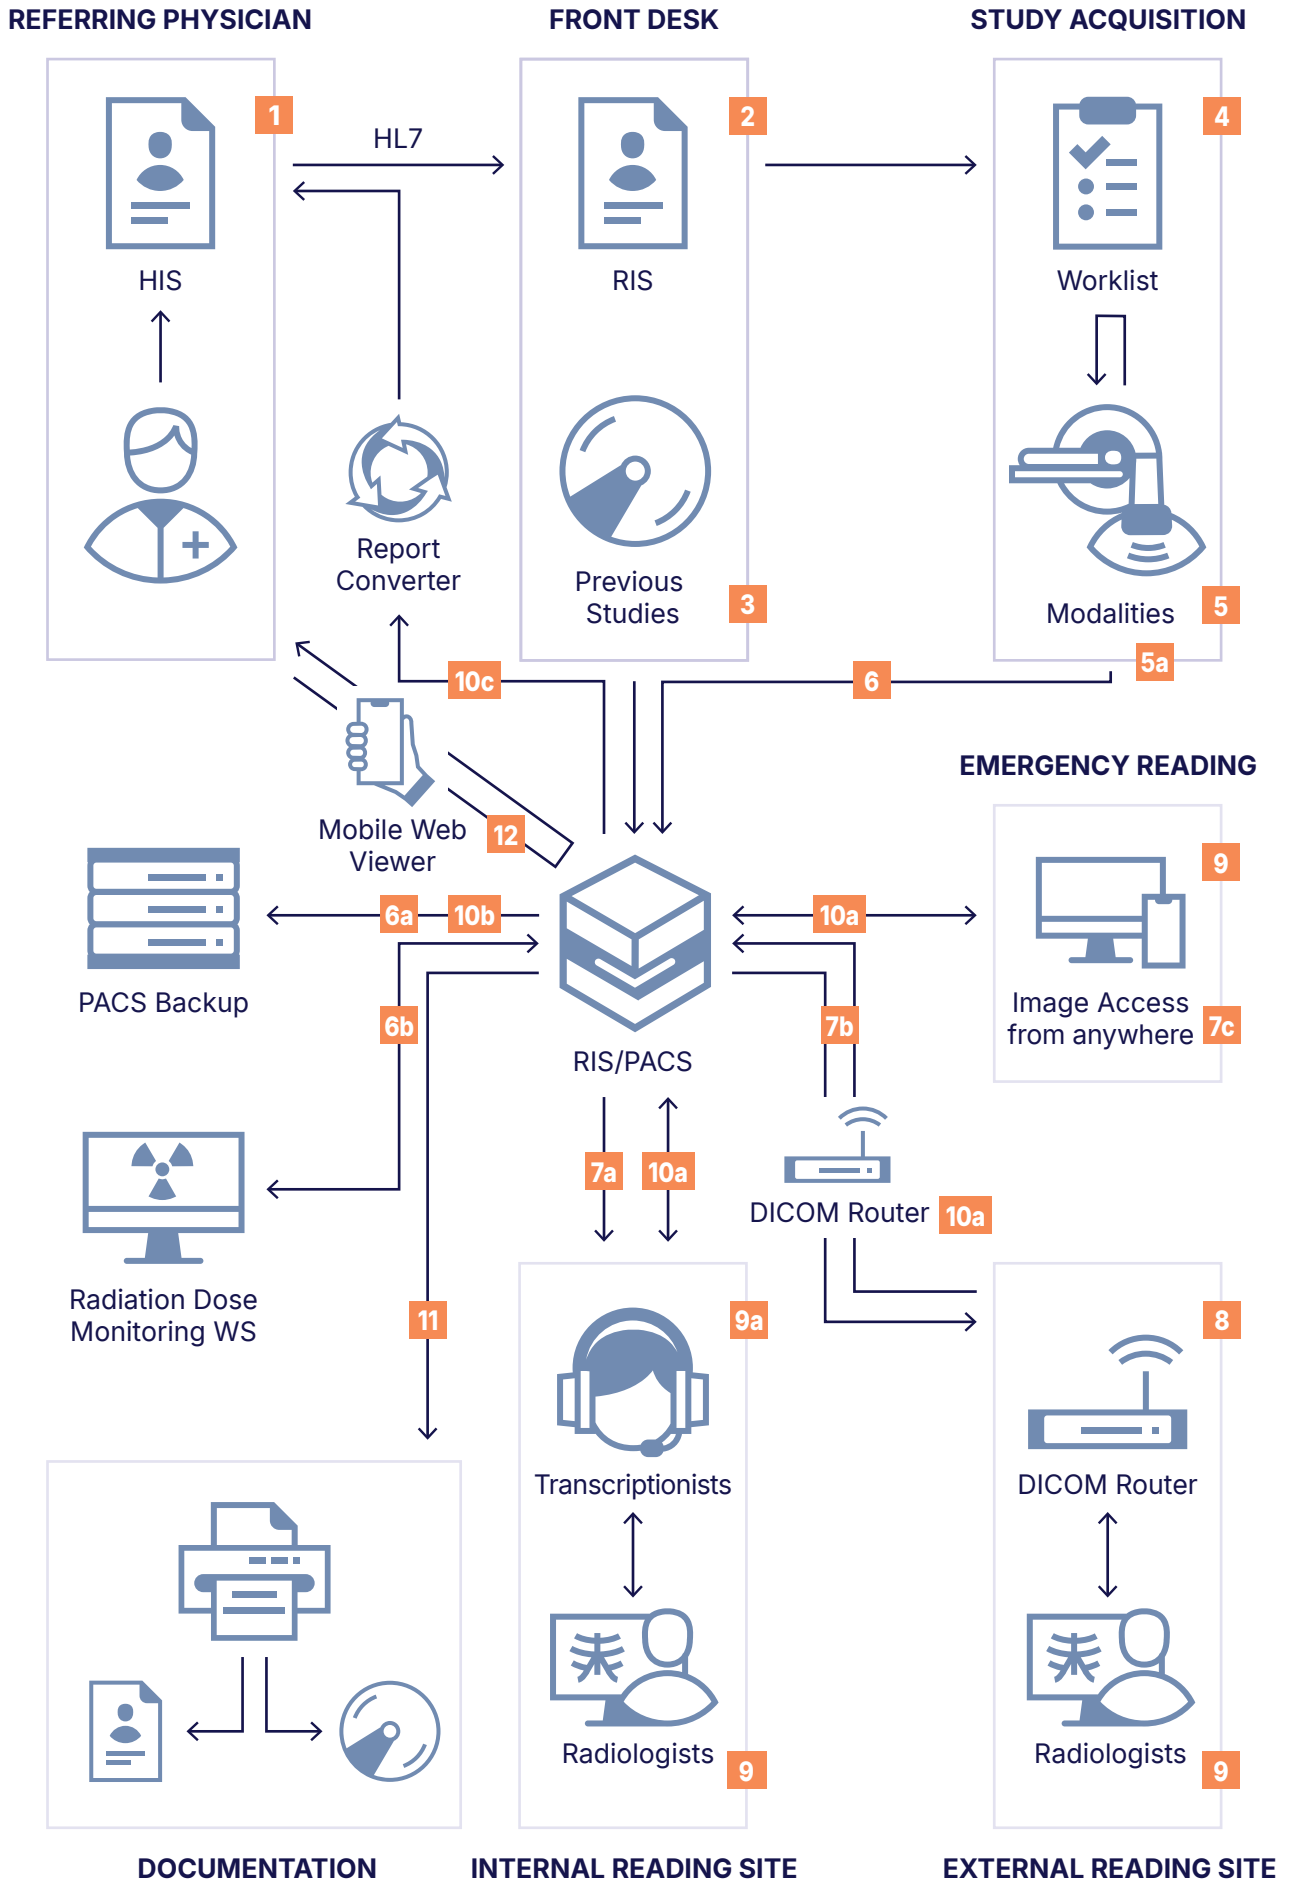 REFERRING PHYSICIAN
FRONT DESK
STUDY ACQUISITION
1
2
4
HL7
HIS
RIS
Worklist
Report
Converter
Previous
Studies
3
Modalities
5
5a
10c
6
EMERGENCY READING
Mobile Web
Viewer
12
9
6a
10b
10a
PACS Backup
Image Access
from anywhere
7c
6b
7b
RIS/PACS
7a
10a
DICOM Router
10a
Radiation Dose
Monitoring WS
11
9a
8
Transcriptionists
DICOM Router
Radiologists
9
Radiologists
9
DOCUMENTATION
INTERNAL READING SITE
EXTERNAL READING SITE